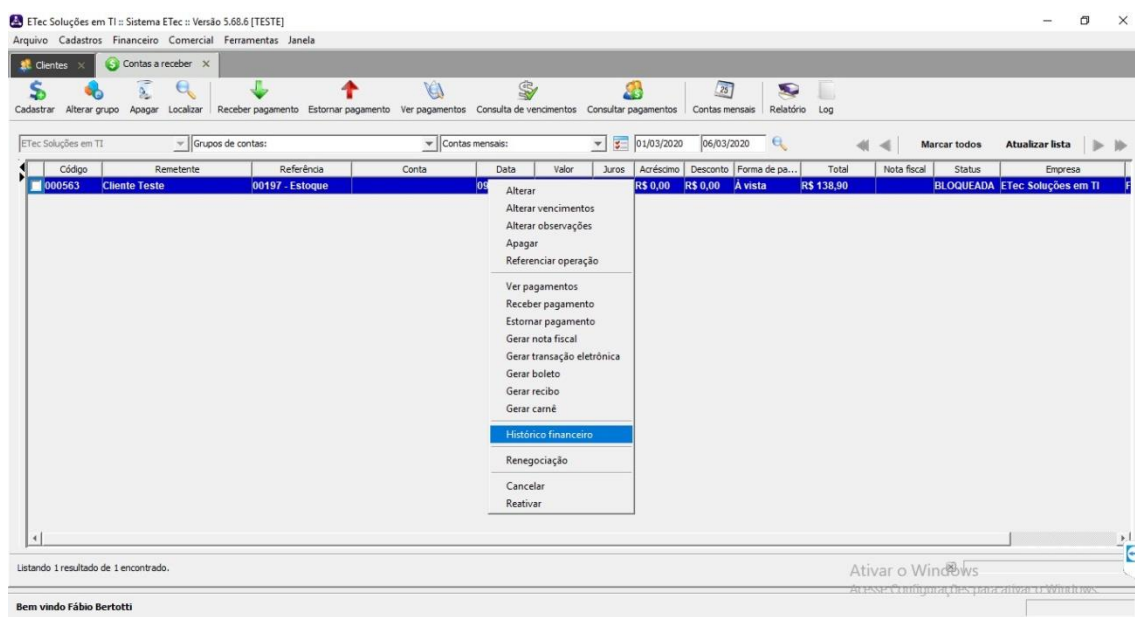 ETec Soluções em TI :: Sistema ETec :: Versão 5.68.6 [TESTE]
Arquivo Cadastros Financeiro Comercial Ferramentas Janela
Clientes Contas a receber
Cadastrar Alterar grupo Apagar Localizar Receber pagamento Estornar pagamento Ver pagamentos Consulta de vencimentos Consultar pagamentos Contas mensais Relatório Log
ETec Soluções em TI Grupos de contas: Contas mensais: 01/03/2020 06/03/2020 Marcar todos Atualizar lista
Código Remetente Referência Conta Data Valor Juros Acréscimo Desconto Forma de pa... Total Nota fiscal Status Empresa
000563 Cliente Teste 00197 - Estoque 09 R$ 0,00 R$ 0,00 À vista R$ 138,90 BLOQUEADA ETec Soluções em TI F
Alterar
Alterar vencimentos
Alterar observações
Apagar
Referenciar operação
Ver pagamentos
Receber pagamento
Estornar pagamento
Gerar nota fiscal
Gerar transação eletrônica
Gerar boleto
Gerar recibo
Gerar carnê
Histórico financeiro
Renegociação
Cancelar
Reativar
Listando 1 resultado de 1 encontrado.
Ativar o Windows
Acesse Configurações para ativar o Windows.
Bem vindo Fábio Bertotti